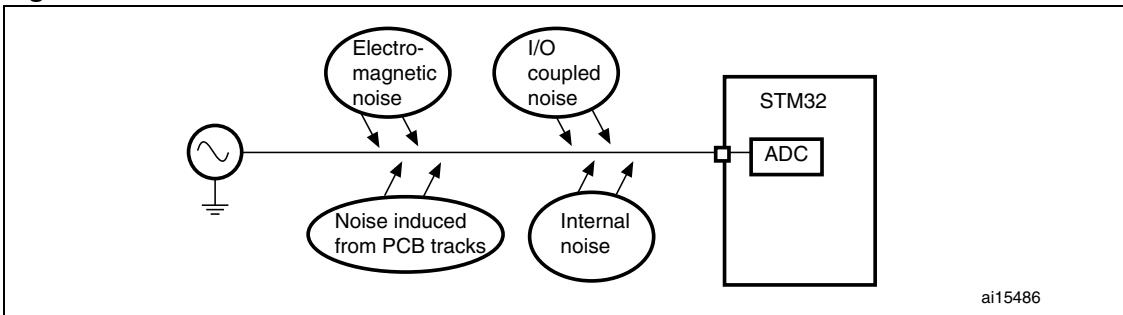 Electro-
magnetic
noise
I/O
coupled
noise
STM32
ADC
Noise induced
from PCB tracks
Internal
noise
ai15486